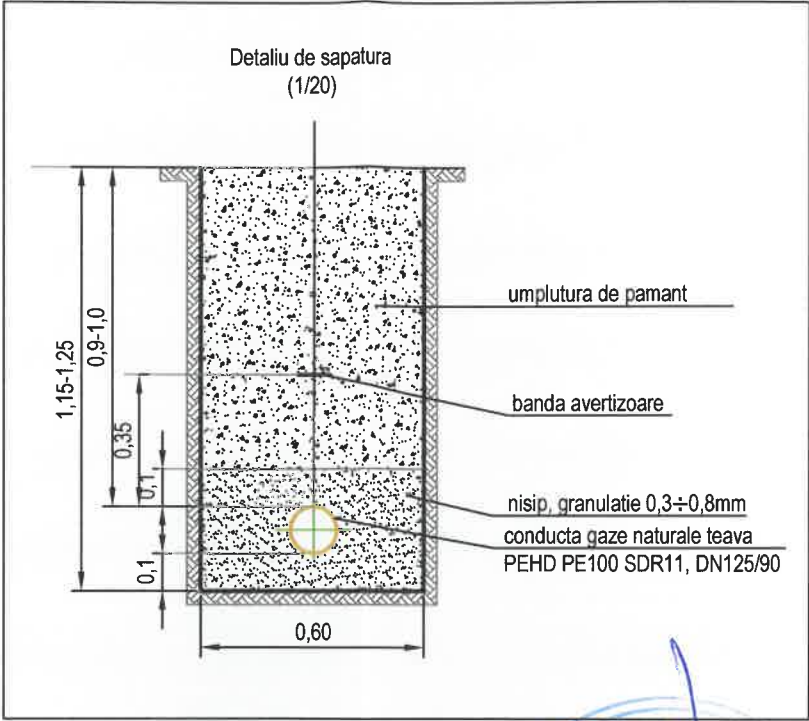 Detaliu de sapatura
(1/20)
umplutura de pamant
banda avertizoare
nisip, granulatie 0,3÷0,8mm
conducta gaze naturale teava
PEHD PE100 SDR11, DN125/90
1,15-1,25
0,9-1,0
0,35
0,1
0,1
0,60